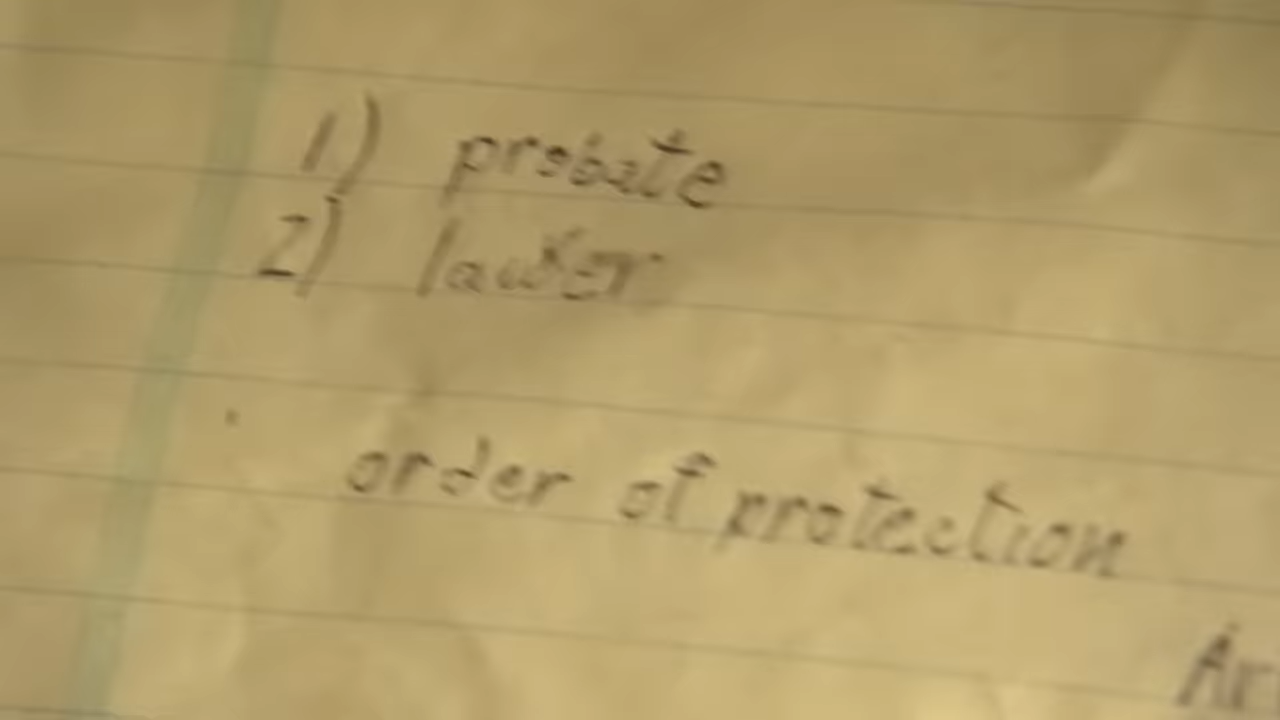 1) probate
2) lawyer
order of protection